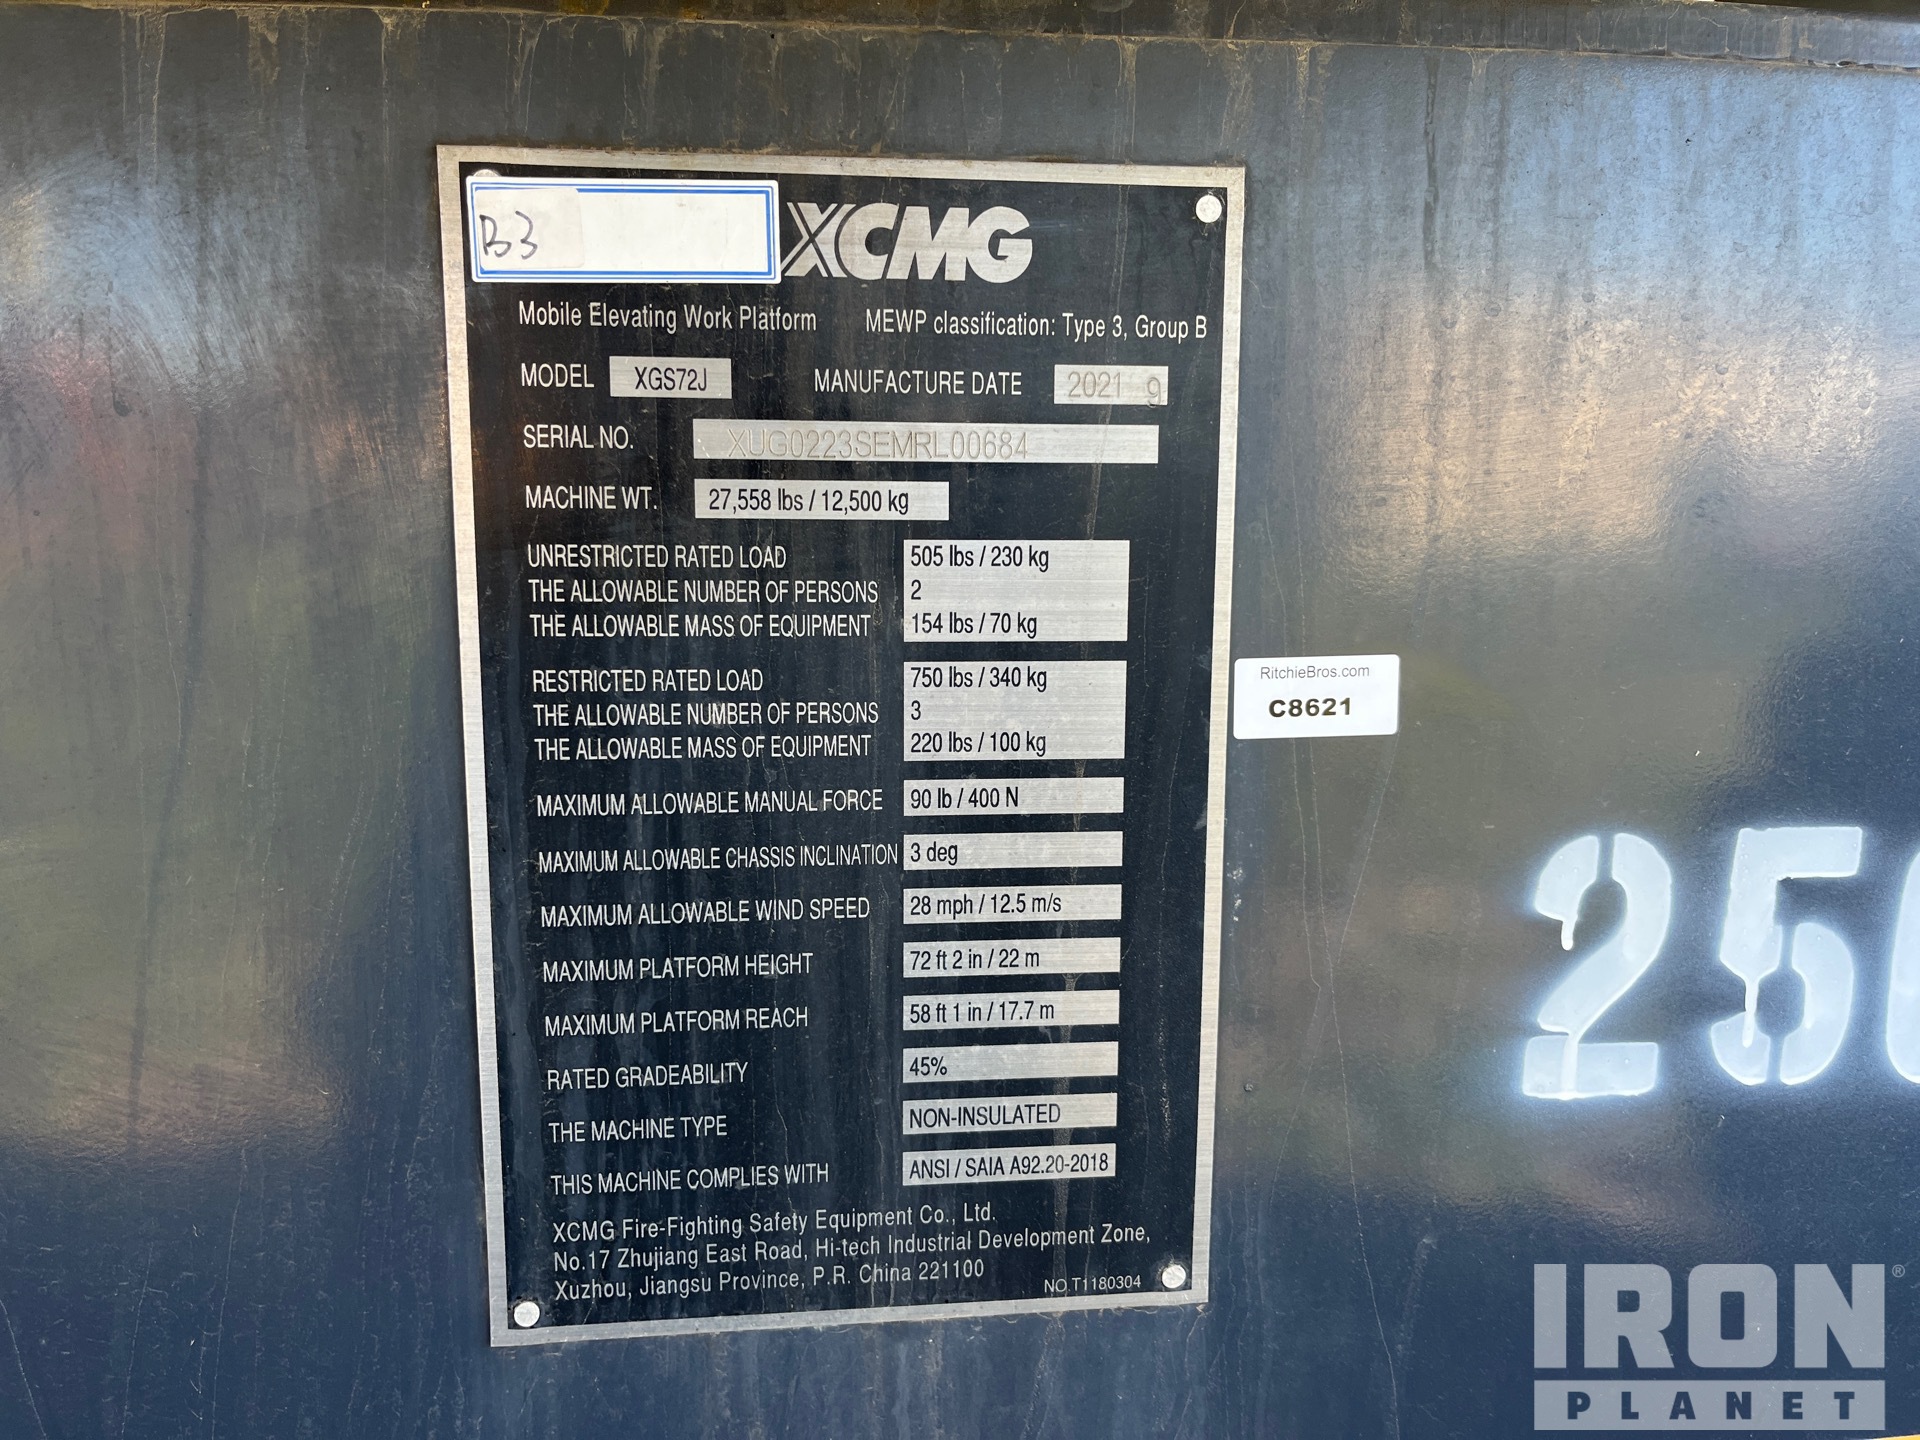 B3
XCMG
Mobile Elevating Work Platform MEWP classification: Type 3, Group B
MODEL XGS72J MANUFACTURE DATE 2021 9
SERIAL NO. XUG0223SEMRL00684
MACHINE WT. 27,558 lbs / 12,500 kg
UNRESTRICTED RATED LOAD 505 lbs / 230 kg
THE ALLOWABLE NUMBER OF PERSONS 2
THE ALLOWABLE MASS OF EQUIPMENT 154 lbs / 70 kg
RESTRICTED RATED LOAD 750 lbs / 340 kg
THE ALLOWABLE NUMBER OF PERSONS 3
THE ALLOWABLE MASS OF EQUIPMENT 220 lbs / 100 kg
MAXIMUM ALLOWABLE MANUAL FORCE 90 lb / 400 N
MAXIMUM ALLOWABLE CHASSIS INCLINATION 3 deg
MAXIMUM ALLOWABLE WIND SPEED 28 mph / 12.5 m/s
MAXIMUM PLATFORM HEIGHT 72 ft 2 in / 22 m
MAXIMUM PLATFORM REACH 58 ft 1 in / 17.7 m
RATED GRADEABILITY 45%
THE MACHINE TYPE NON-INSULATED
THIS MACHINE COMPLIES WITH ANSI / SAIA A92.20-2018
XCMG Fire-Fighting Safety Equipment Co., Ltd.
No.17 Zhujiang East Road, Hi-tech Industrial Development Zone,
Xuzhou, Jiangsu Province, P.R. China 221100
NO.T1180304
RitchieBros.com
C8621
25
IRON®
PLANET